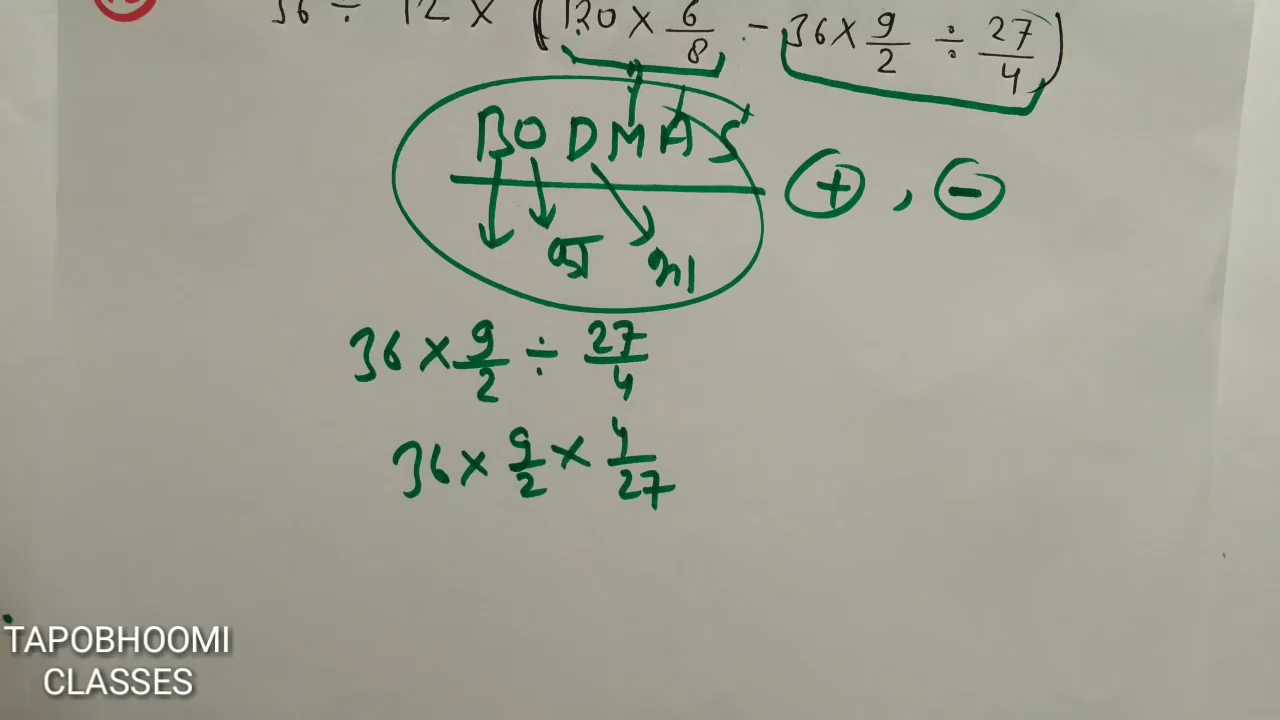 36 ÷ 12 × (120 × 6/8 - 36 × 9/2 ÷ 27/4)
BODMAS + , -
का भा
36 × 9/2 ÷ 27/4
36 × 9/2 × 4/27
TAPOBHOOMI
CLASSES